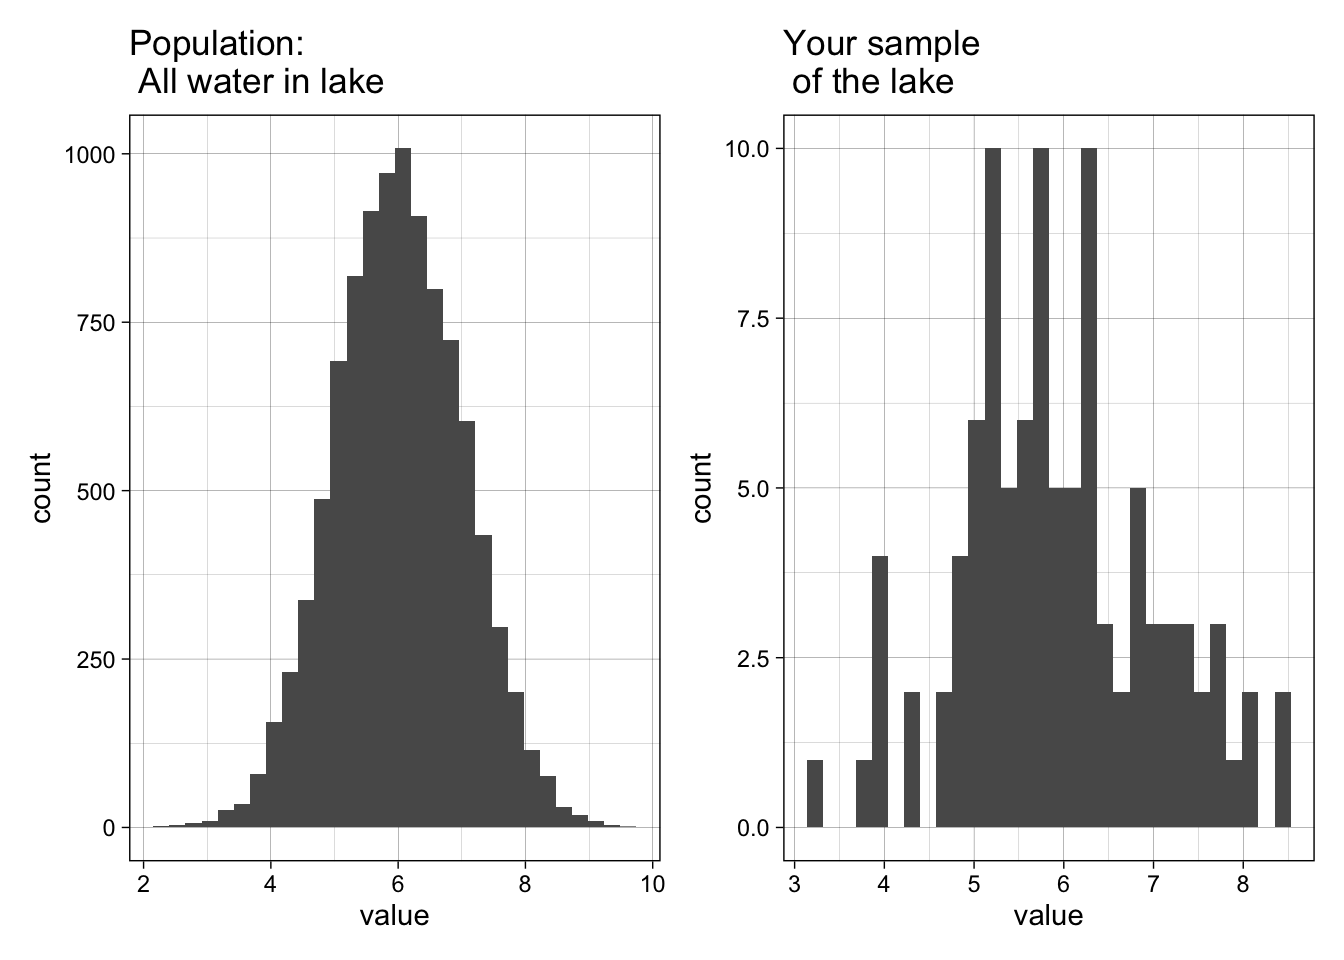 Population:
All water in lake
count
1000
750
500
250
0
2 4 6 8 10
value
Your sample
of the lake
count
10.0
7.5
5.0
2.5
0.0
3 4 5 6 7 8
value